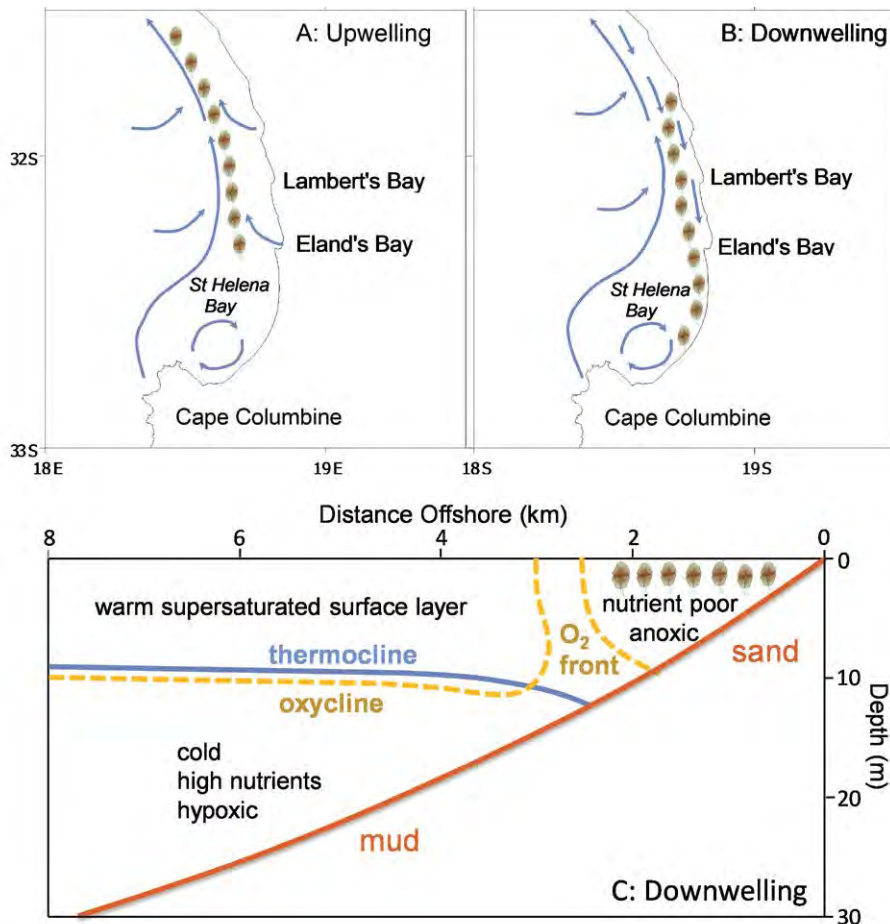 A: Upwelling
32S
Lambert's Bay
Eland's Bay
St Helena
Bay
Cape Columbine
33S
18E
19E
B: Downwelling
Lambert's Bay
Eland's Bav
St Helena
Bay
Cape Columbine
18S
19S
Distance Offshore (km)
8
6
4
2
0
warm supersaturated surface layer
thermocline
oxycline
O₂
front
nutrient poor
anoxic
sand
cold
high nutrients
hypoxic
mud
0
10
20
30
Depth (m)
C: Downwelling